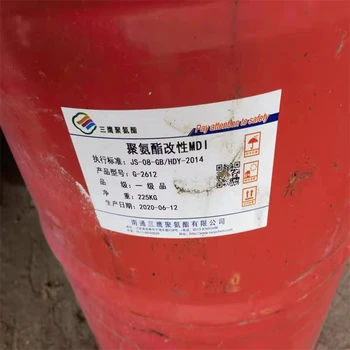 三鹰聚氨酯
Pay attention to safety
聚氨酯改性MDI
执行标准: JS-08-GB/HDY-2014
产品型号: G-2612
品 级: 一级品
净 重: 225KG
生产日期: 2020-06-12
南通三鹰聚氨酯有限公司